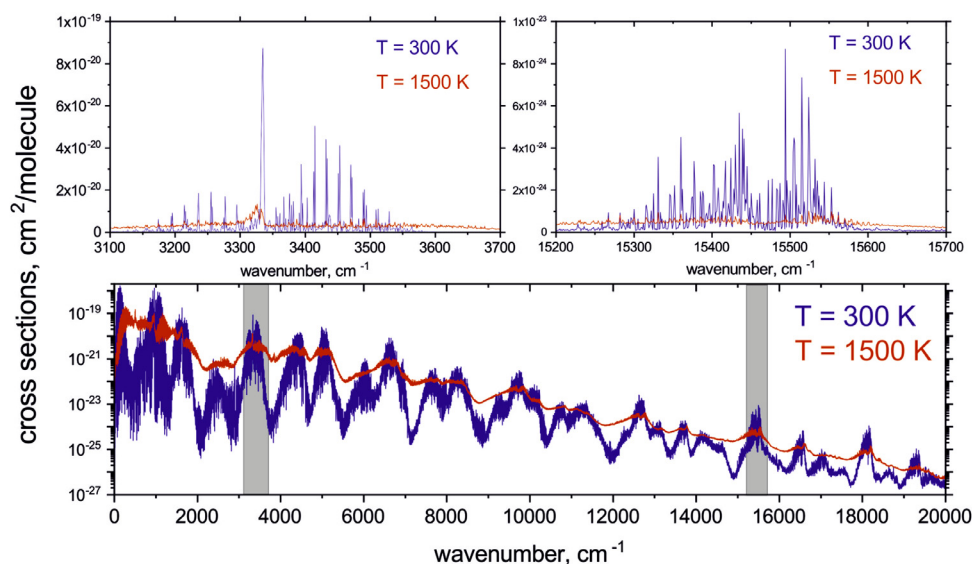 1x10-19
8x10-20
6x10-20
4x10-20
2x10-20
0
T = 300 K
T = 1500 K
3100 3200 3300 3400 3500 3600 3700
wavenumber, cm -1
1x10-23
8x10-24
6x10-24
4x10-24
2x10-24
0
T = 300 K
T = 1500 K
15200 15300 15400 15500 15600 15700
wavenumber, cm -1
cross sections, cm 2/molecule
10-19
10-21
10-23
10-25
10-27
T = 300 K
T = 1500 K
0 2000 4000 6000 8000 10000 12000 14000 16000 18000 20000
wavenumber, cm-1